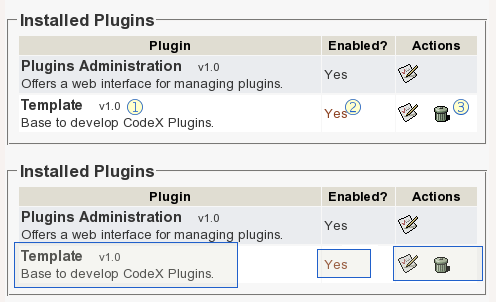 Installed Plugins
Plugin Enabled? Actions
Plugins Administration v1.0
Offers a web interface for managing plugins.
Yes
Template v1.0 1
Base to develop CodeX Plugins.
Yes 2
3
Installed Plugins
Plugin Enabled? Actions
Plugins Administration v1.0
Offers a web interface for managing plugins.
Yes
Template v1.0
Base to develop CodeX Plugins.
Yes